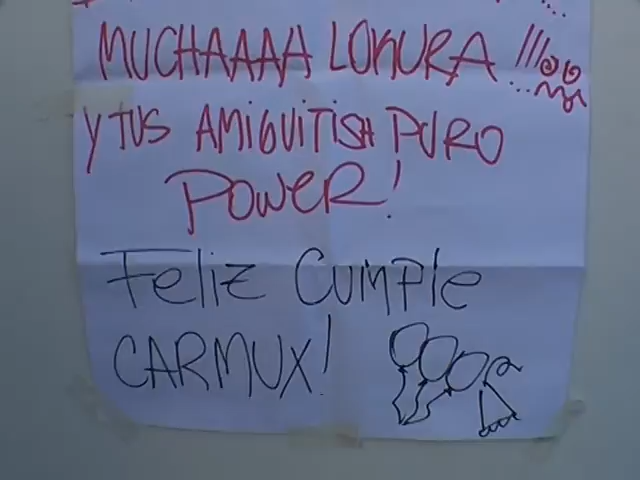 MUCHAAAA LOKURA !!!
Y TUS AMIGUITISH PURO
POWER!
FELIZ CUMPLE
CARMUX!